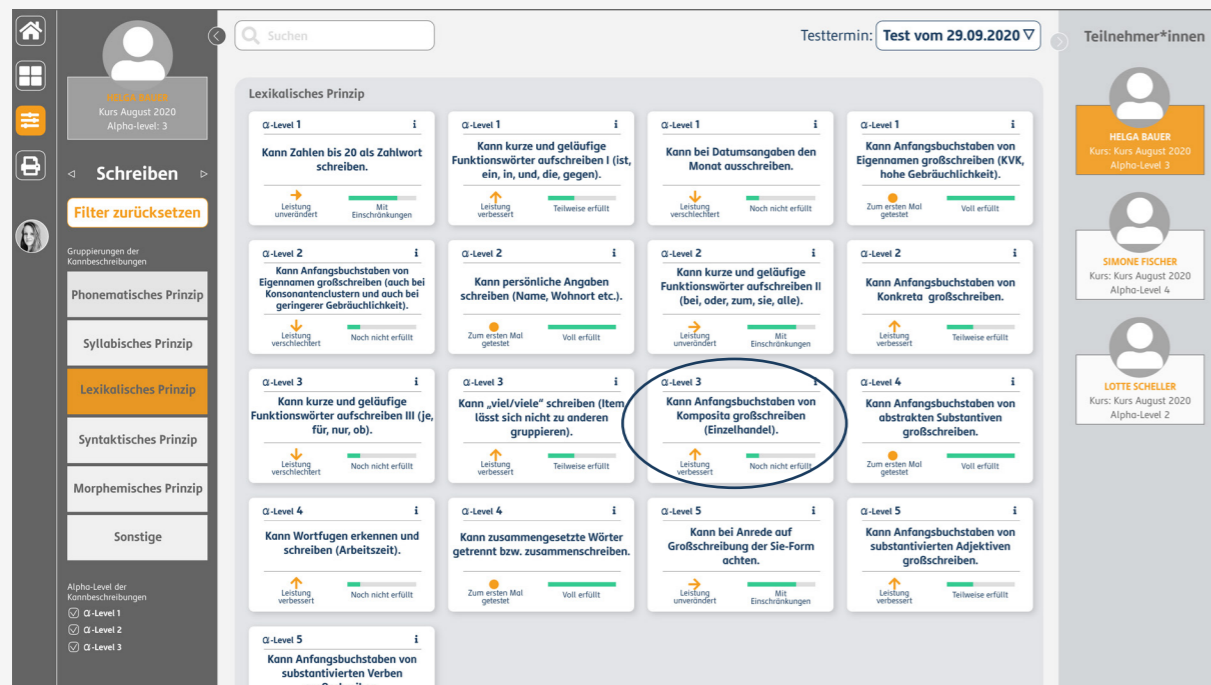 Suchen
Testtermin: Test vom 29.09.2020
Teilnehmer*innen
HELGA BAUER
Kurs August 2020
Alpha-level: 3
Schreiben
Filter zurücksetzen
Gruppierungen der
Kannbeschreibungen
Phonematisches Prinzip
Syllabisches Prinzip
Lexikalisches Prinzip
Syntaktisches Prinzip
Morphemisches Prinzip
Sonstige
Alpha-Level der
Kannbeschreibungen
α-Level 1
α-Level 2
α-Level 3
Lexikalisches Prinzip
α-Level 1 i
Kann Zahlen bis 20 als Zahlwort
schreiben.
Leistung
unverändert
Mit
Einschränkungen
α-Level 1 i
Kann kurze und geläufige
Funktionswörter aufschreiben I (ist,
ein, in, und, die, gegen).
Leistung
verbessert
Teilweise erfüllt
α-Level 1 i
Kann bei Datumsangaben den
Monat ausschreiben.
Leistung
verschlechtert
Noch nicht erfüllt
α-Level 1 i
Kann Anfangsbuchstaben von
Eigennamen großschreiben (KVK,
hohe Gebräuchlichkeit).
Zum ersten Mal
getestet
Voll erfüllt
α-Level 2 i
Kann Anfangsbuchstaben von
Eigennamen großschreiben (auch bei
Konsonantenclustern und auch bei
geringerer Gebräuchlichkeit).
Leistung
verschlechtert
Noch nicht erfüllt
α-Level 2 i
Kann persönliche Angaben
schreiben (Name, Wohnort etc.).
Zum ersten Mal
getestet
Voll erfüllt
α-Level 2 i
Kann kurze und geläufige
Funktionswörter aufschreiben II
(bei, oder, zum, sie, alle).
Leistung
unverändert
Mit
Einschränkungen
α-Level 2 i
Kann Anfangsbuchstaben von
Konkreta großschreiben.
Leistung
verbessert
Teilweise erfüllt
α-Level 3 i
Kann kurze und geläufige
Funktionswörter aufschreiben III (je,
für, nur, ob).
Leistung
verschlechtert
Noch nicht erfüllt
α-Level 3 i
Kann „viel/viele“ schreiben (Item
lässt sich nicht zu anderen
gruppieren).
Leistung
verbessert
Teilweise erfüllt
α-Level 3 i
Kann Anfangsbuchstaben von
Komposita großschreiben
(Einzelhandel).
Leistung
verbessert
Noch nicht erfüllt
α-Level 4 i
Kann Anfangsbuchstaben von
abstrakten Substantiven
großschreiben.
Zum ersten Mal
getestet
Voll erfüllt
α-Level 4 i
Kann Wortfugen erkennen und
schreiben (Arbeitszeit).
Leistung
verbessert
Noch nicht erfüllt
α-Level 4 i
Kann zusammengesetzte Wörter
getrennt bzw. zusammenschreiben.
Zum ersten Mal
getestet
Voll erfüllt
α-Level 5 i
Kann bei Anrede auf
Großschreibung der Sie-Form
achten.
Leistung
unverändert
Mit
Einschränkungen
α-Level 5 i
Kann Anfangsbuchstaben von
substantivierten Adjektiven
großschreiben.
Leistung
verbessert
Teilweise erfüllt
α-Level 5 i
Kann Anfangsbuchstaben von
substantivierten Verben
HELGA BAUER
Kurs: Kurs August 2020
Alpha-Level 3
SIMONE FISCHER
Kurs: Kurs August 2020
Alpha-Level 4
LOTTE SCHELLER
Kurs: Kurs August 2020
Alpha-Level 2